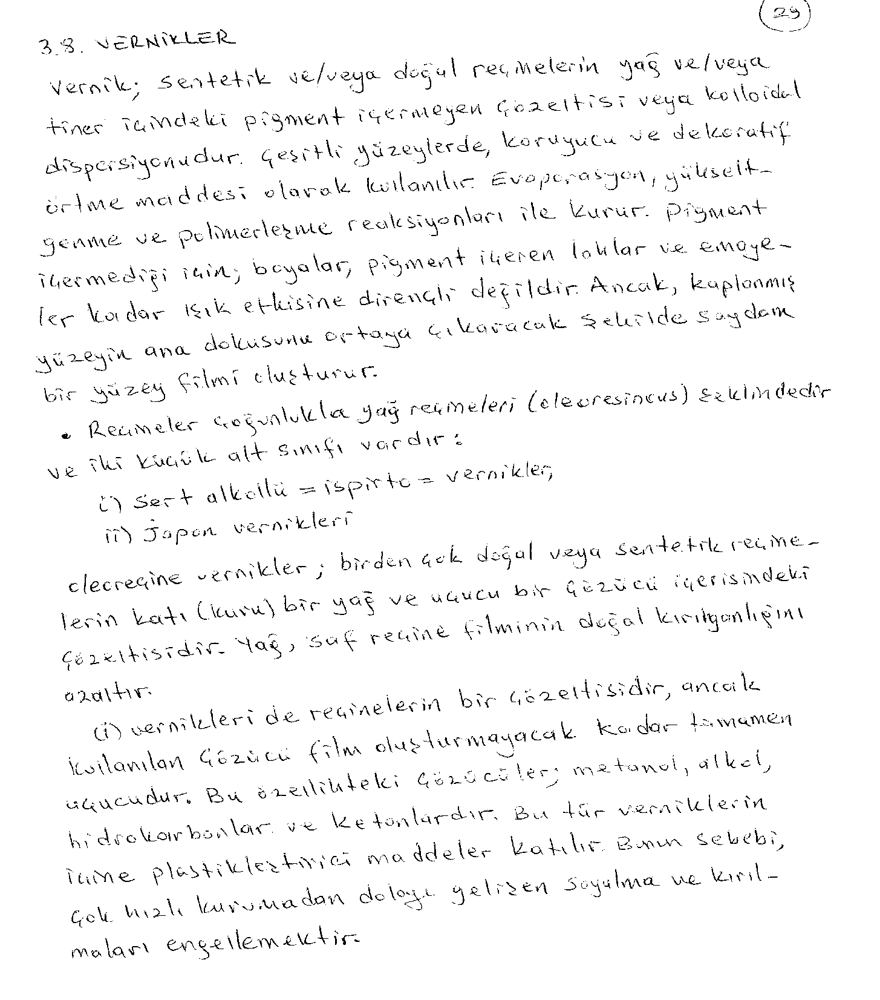 29
3.8. VERNİKLER
Vernik; sentetik ve/veya doğal reçinelerin yağ ve/veya
tiner içindeki pigment içermeyen çözeltisi veya kolloidal
dispersiyonudur. Çeşitli yüzeylerde, koruyucu ve dekoratif
örtme maddesi olarak kullanılır. Evoporasyon, yükselt-
genme ve polimerleşme reaksiyonları ile kurur. Pigment
içermediği için; boyalar, pigment içeren laklar ve emaye-
ler kadar ışık etkisine dirençli değildir. Ancak, kaplanmış
yüzeyin ana dokusunu ortaya çıkaracak şekilde saydam
bir yüzey filmi oluşturur.
• Reçineler çoğunlukla yağ reçineleri (oleoresinous) şeklindedir
ve iki küçük alt sınıfı vardır:
i) Sert alkollü = ispirto = vernikler,
ii) Japon vernikleri
oleoreçine vernikler; birden çok doğal veya sentetik reçine-
lerin katı (kuru) bir yağ ve uçucu bir çözücü içerisindeki
çözeltisidir. Yağ, saf reçine filminin doğal kırılganlığını
azaltır.
(i) vernikleri de reçinelerin bir çözeltisidir, ancak
kullanılan çözücü film oluşturmayacak kadar tamamen
uçucudur. Bu özellikteki çözücüler; metanol, alkol,
hidrokarbonlar ve ketonlardır. Bu tür verniklerin
içine plastikleştirici maddeler katılır. Bunun sebebi,
çok hızlı kurumadan dolayı gelişen soyulma ve kırıl-
maları engellemektir.